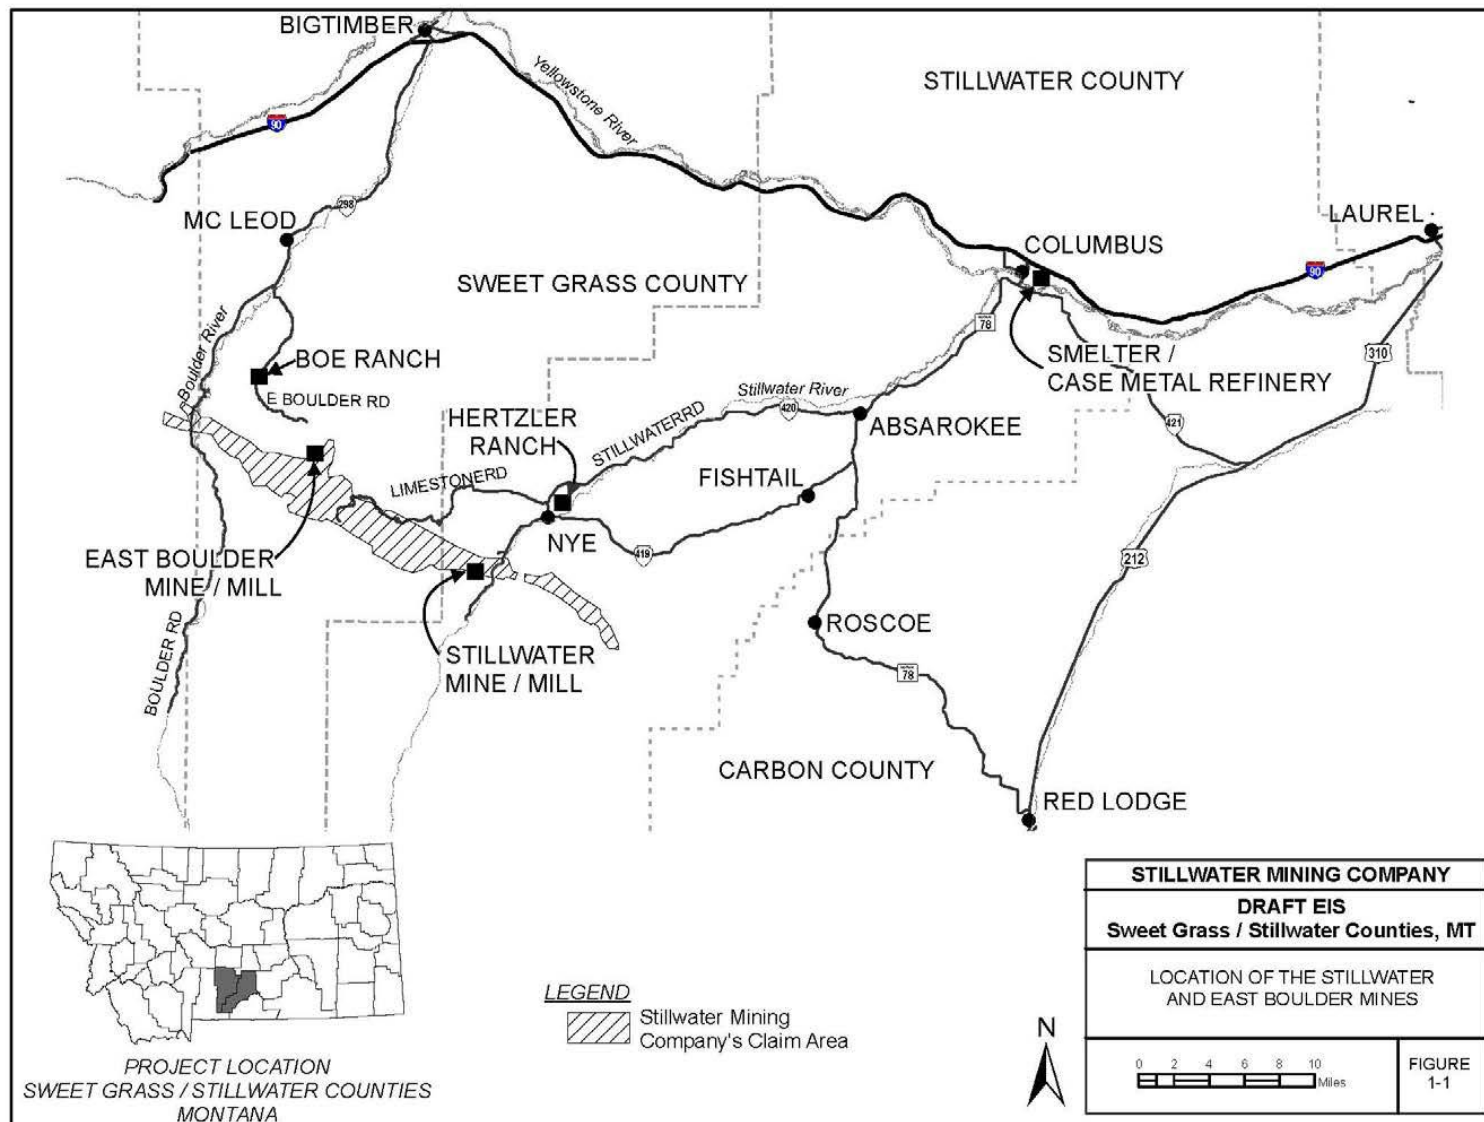 BIGTIMBER
Yellowstone River
STILLWATER COUNTY
90
298
MC LEOD
LAUREL
COLUMBUS
SWEET GRASS COUNTY
90
78
Boulder River
BOE RANCH
SMELTER /
CASE METAL REFINERY
310
E BOULDER RD
Stillwater River
420
HERTZLER
RANCH
STILLWATERRD
ABSAROKEE
421
LIMESTONERD
FISHTAIL
NYE
419
EAST BOULDER
MINE / MILL
212
BOULDER RD
ROSCOE
STILLWATER
MINE / MILL
78
CARBON COUNTY
RED LODGE
PROJECT LOCATION
SWEET GRASS / STILLWATER COUNTIES
MONTANA
LEGEND
Stillwater Mining
Company's Claim Area
N
STILLWATER MINING COMPANY
DRAFT EIS
Sweet Grass / Stillwater Counties, MT
LOCATION OF THE STILLWATER
AND EAST BOULDER MINES
0 2 4 6 8 10
Miles
FIGURE
1-1